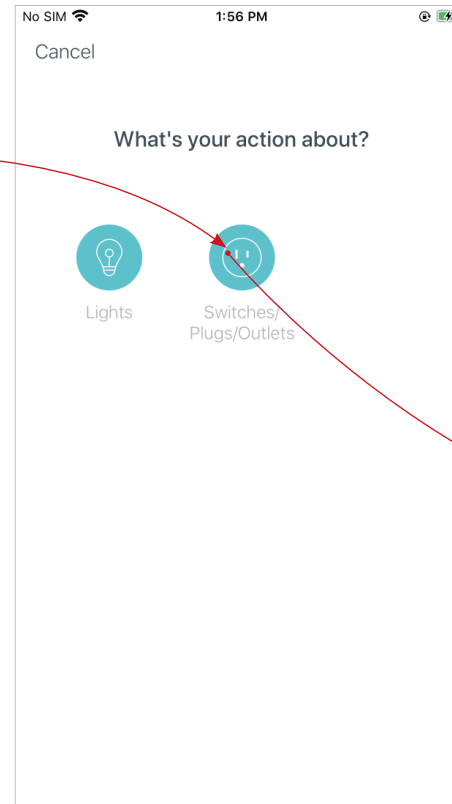 No SIM 1:56 PM
Cancel
What's your action about?
Lights
Switches/
Plugs/Outlets